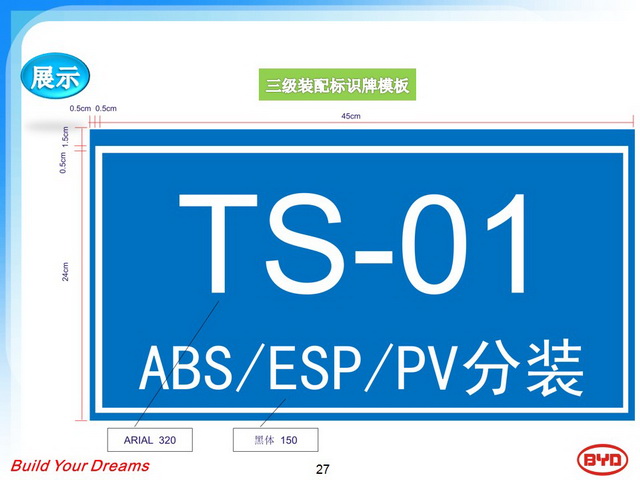 展示
三级装配标识牌模板
0.5cm 0.5cm
45cm
1.5cm
0.5cm
24cm
TS-01
ABS/ESP/PV分装
ARIAL 320
黑体 150
Build Your Dreams
27
BYD